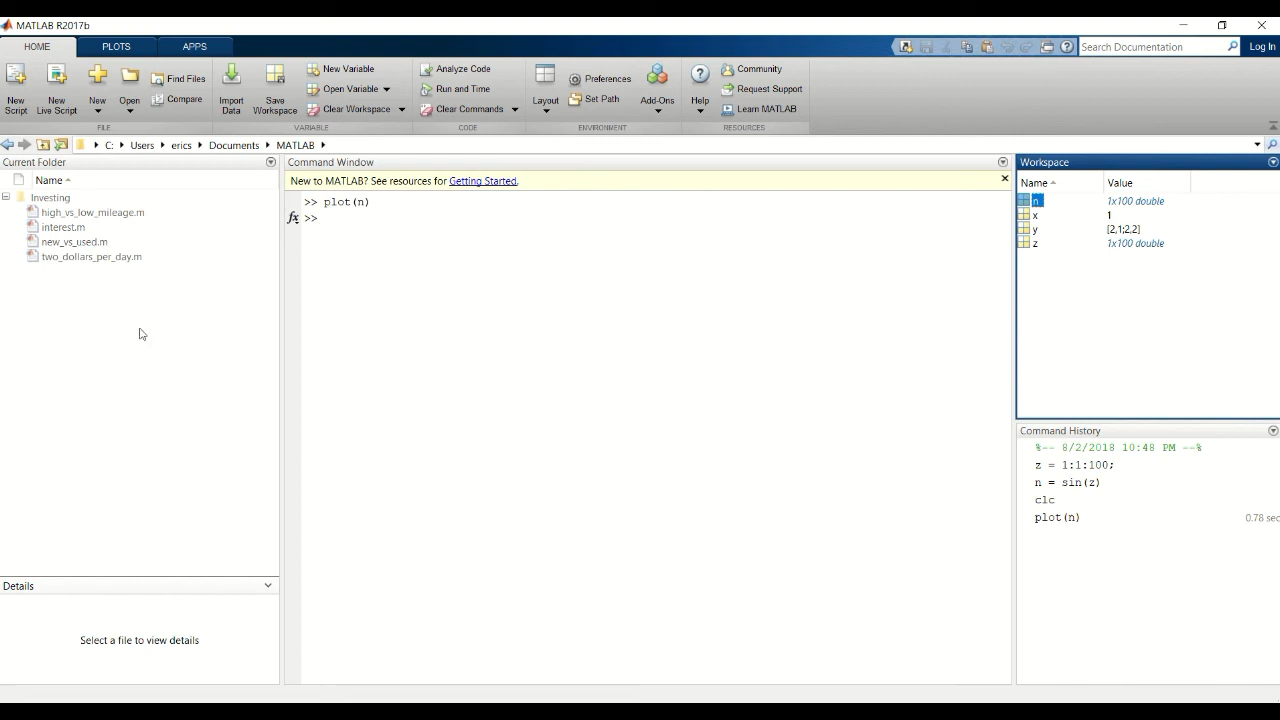 MATLAB R2017b
HOME PLOTS APPS
Search Documentation
Log In
New Script
New Live Script
New
Open
Find Files
Compare
Import Data
Save Workspace
New Variable
Open Variable
Clear Workspace
Analyze Code
Run and Time
Clear Commands
Layout
Preferences
Set Path
Add-Ons
Help
Community
Request Support
Learn MATLAB
FILE VARIABLE CODE ENVIRONMENT RESOURCES
C: Users erics Documents MATLAB
Current Folder
Name
Investing
high_vs_low_mileage.m
interest.m
new_vs_used.m
two_dollars_per_day.m
Details
Select a file to view details
Command Window
New to MATLAB? See resources for Getting Started.
>> plot(n)
fx >>
Workspace
Name Value
n 1x100 double
x 1
y [2,1;2,2]
z 1x100 double
Command History
%-- 8/2/2018 10:48 PM --%
z = 1:1:100;
n = sin(z)
clc
plot(n) 0.78 sec